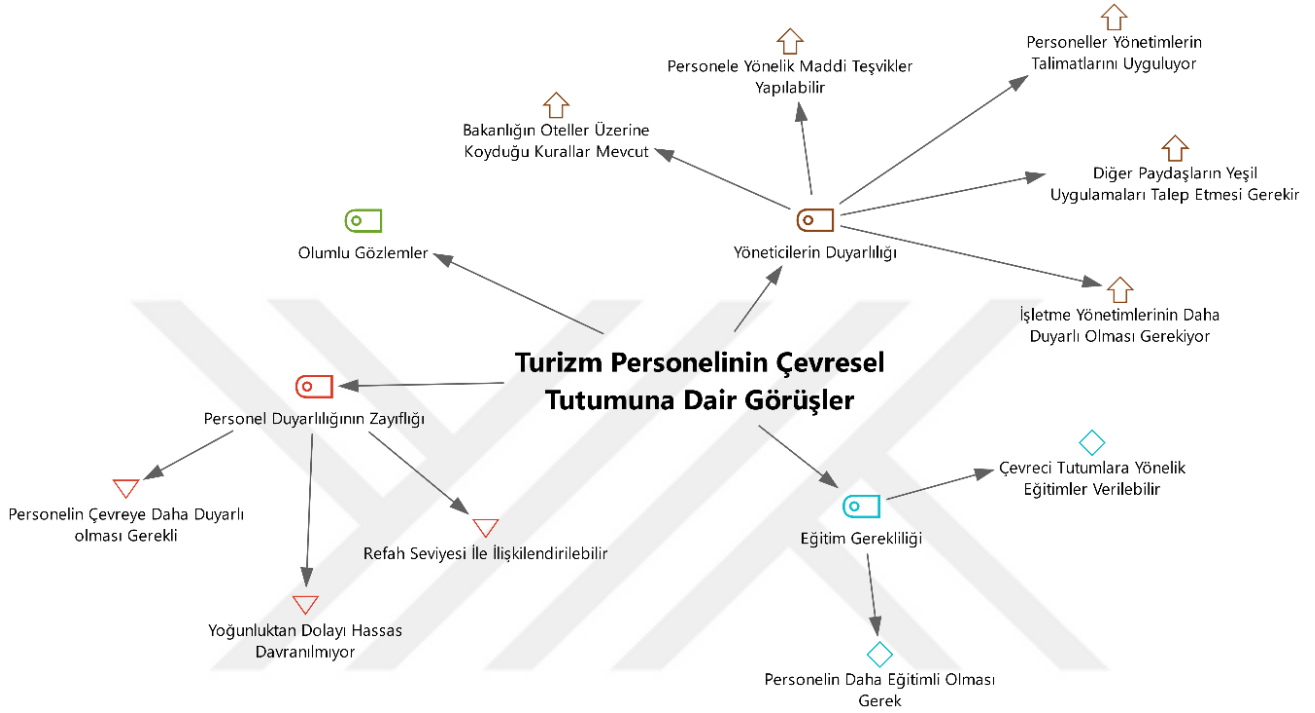 Personeller Yönetimlerin
Talimatlarını Uyguluyor
Personele Yönelik Maddi Teşvikler
Yapılabilir
Bakanlığın Oteller Üzerine
Koyduğu Kurallar Mevcut
Diğer Paydaşların Yeşil
Uygulamaları Talep Etmesi Gerekir
Olumlu Gözlemler
Yöneticilerin Duyarlılığı
İşletme Yönetimlerinin Daha
Duyarlı Olması Gerekiyor
Turizm Personelinin Çevresel
Tutumuna Dair Görüşler
Personel Duyarlılığının Zayıflığı
Çevreci Tutumlara Yönelik
Eğitimler Verilebilir
Personelin Çevreye Daha Duyarlı
olması Gerekli
Eğitim Gerekliliği
Refah Seviyesi İle İlişkilendirilebilir
Yoğunluktan Dolayı Hassas
Davranılmıyor
Personelin Daha Eğitimli Olması
Gerek